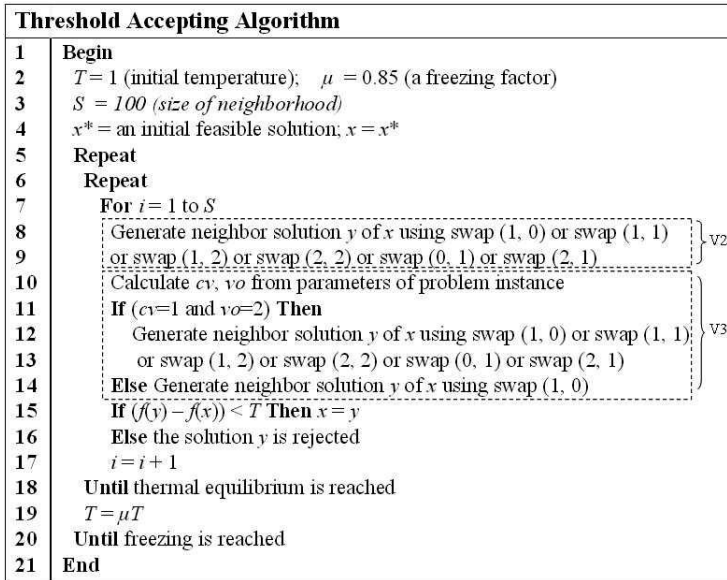 Threshold Accepting Algorithm
1 Begin
2 T = 1 (initial temperature); μ = 0.85 (a freezing factor)
3 S = 100 (size of neighborhood)
4 x* = an initial feasible solution; x = x*
5 Repeat
6 Repeat
7 For i = 1 to S
8 Generate neighbor solution y of x using swap (1, 0) or swap (1, 1)
9 or swap (1, 2) or swap (2, 2) or swap (0, 1) or swap (2, 1)
V2
10 Calculate cv, vo from parameters of problem instance
11 If (cv=1 and vo=2) Then
12 Generate neighbor solution y of x using swap (1, 0) or swap (1, 1)
V3
13 or swap (1, 2) or swap (2, 2) or swap (0, 1) or swap (2, 1)
14 Else Generate neighbor solution y of x using swap (1, 0)
15 If (f(y) – f(x)) < T Then x = y
16 Else the solution y is rejected
17 i = i + 1
18 Until thermal equilibrium is reached
19 T = μT
20 Until freezing is reached
21 End